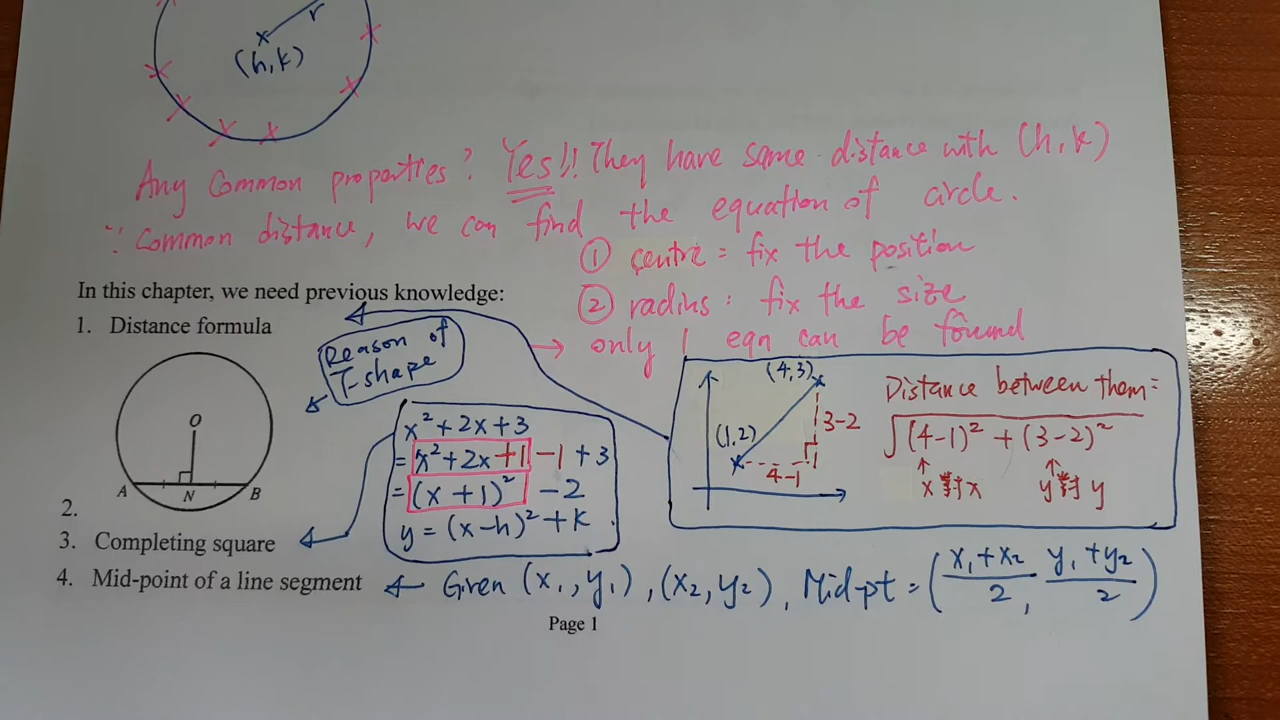 r
(h,k)
Any common properties? Yes!! They have same distance with (h,k)
∵ Common distance, we can find the equation of circle.
① centre = fix the position
② radius : fix the size
→ only 1 eqn can be found
In this chapter, we need previous knowledge:
1. Distance formula
Reason of
T-shape
O
A N B
2.
x² + 2x + 3
= x² + 2x + 1 - 1 + 3
= (x + 1)² - 2
y = (x - h)² + k
(4,3)
(1,2)
3-2
4-1
Distance between them =
√(4-1)² + (3-2)²
↑ ↑
x 對 x y 對 y
3. Completing square
4. Mid-point of a line segment ← Given (x₁, y₁), (x₂, y₂), Mid-pt = (x₁+x₂/2, y₁+y₂/2)
Page 1